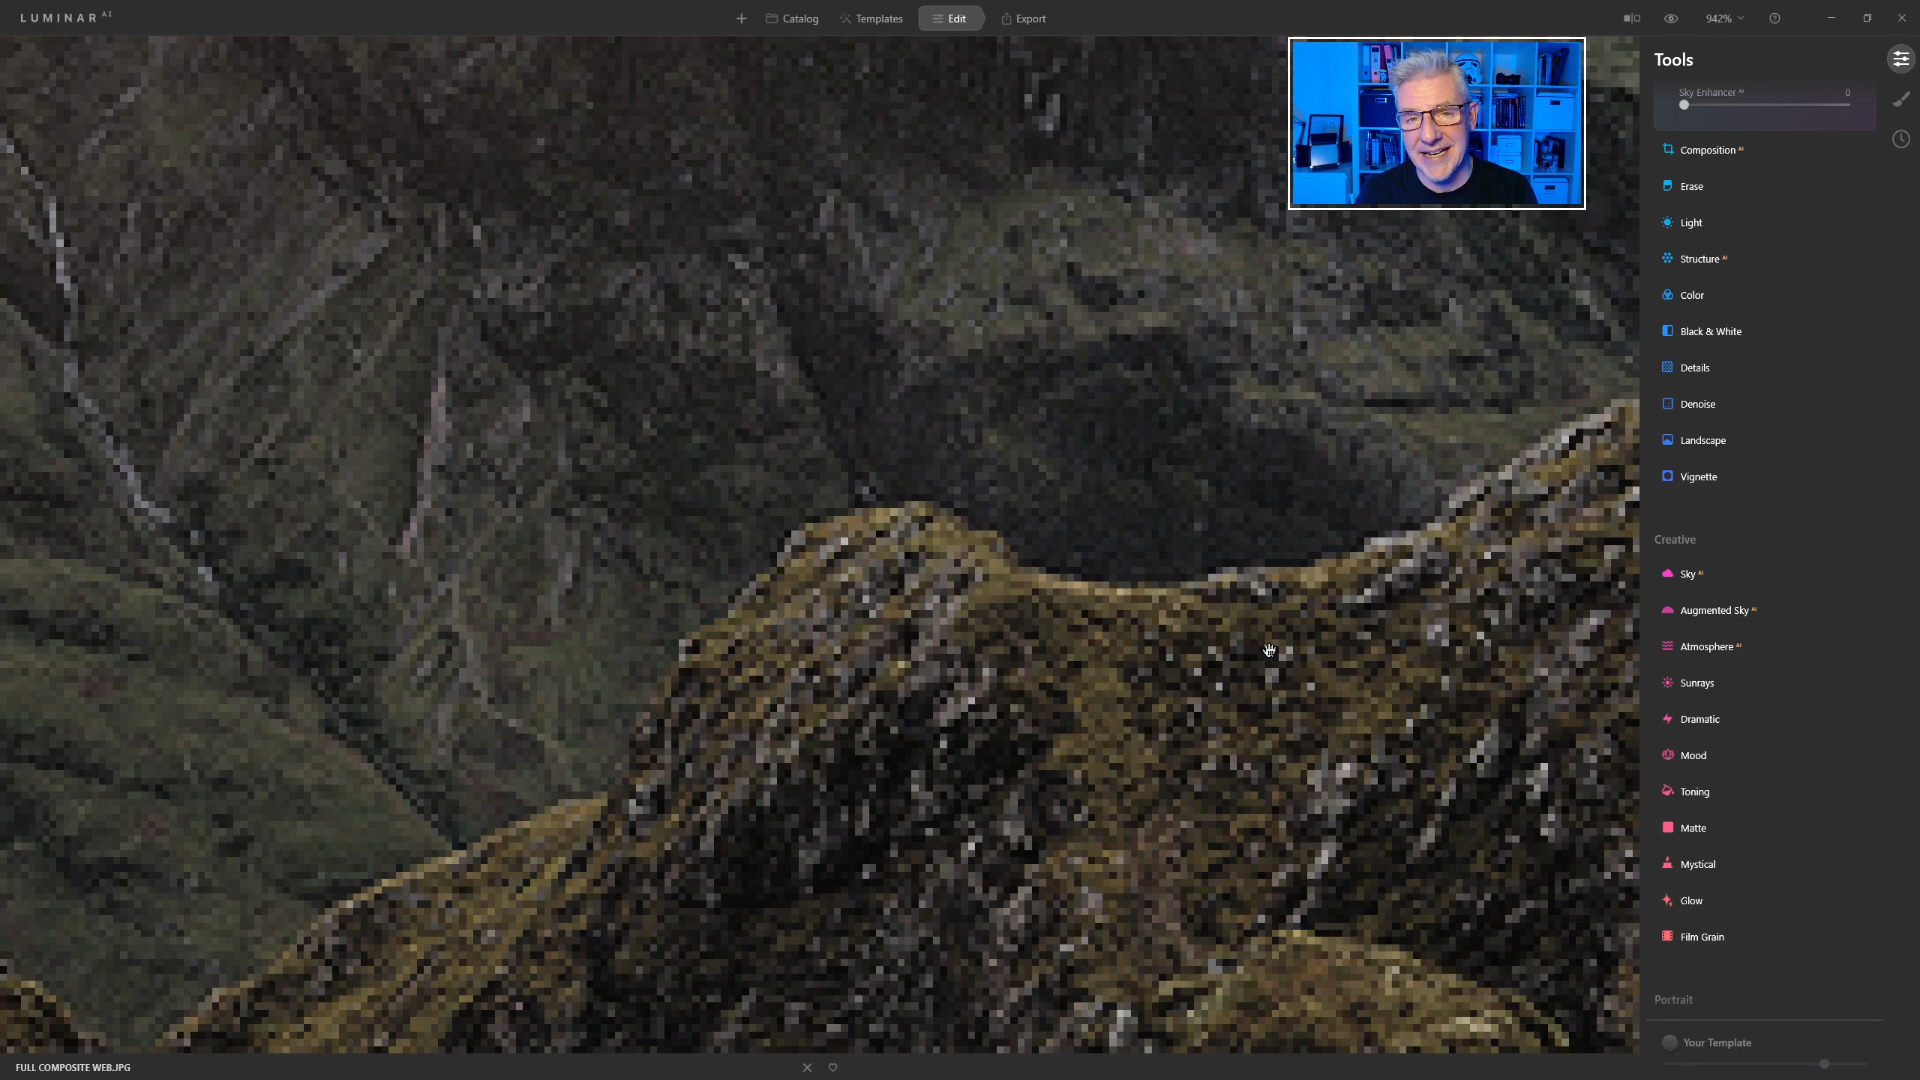 LUMINAR AI
Catalog
Templates
Edit
Export
942%
Tools
Sky Enhancer AI
0
Composition AI
Erase
Light
Structure AI
Color
Black & White
Details
Denoise
Landscape
Vignette
Creative
Sky AI
Augmented Sky AI
Atmosphere AI
Sunrays
Dramatic
Mood
Toning
Matte
Mystical
Glow
Film Grain
Portrait
Your Template
FULL COMPOSITE WEB.JPG